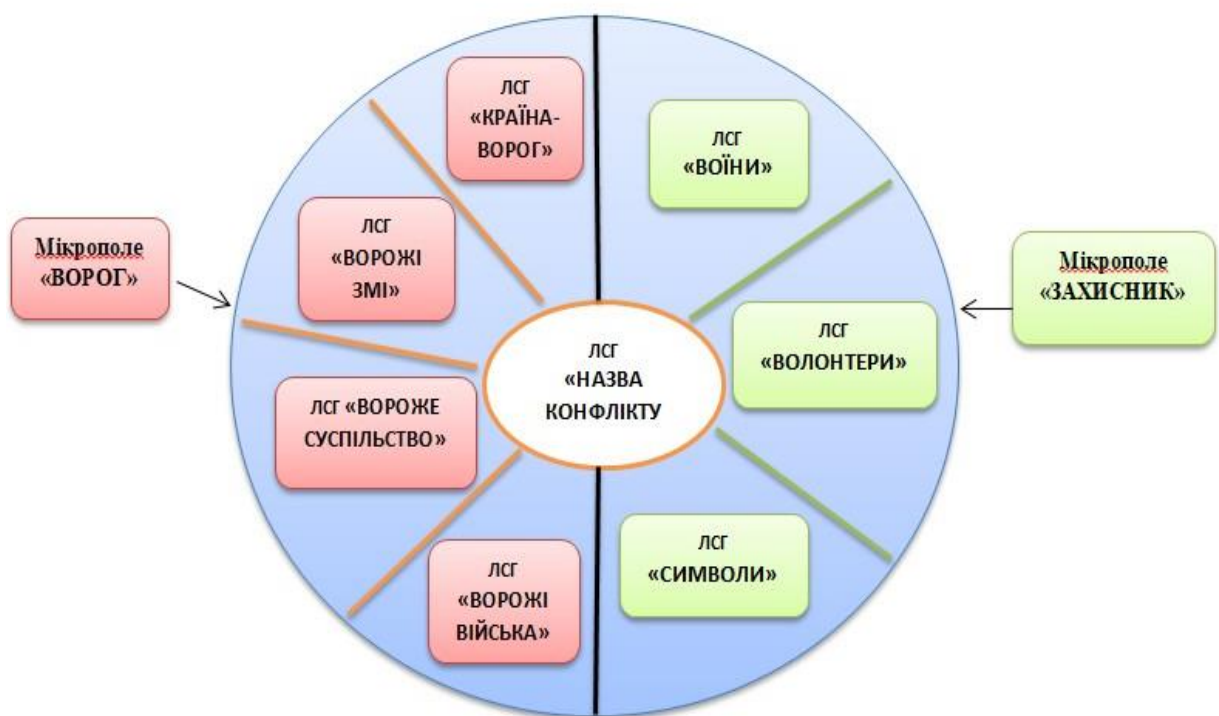 ЛСГ
«КРАЇНА-
ВОРОГ»
ЛСГ
«ВОЇНИ»
ЛСГ
«ВОРОЖІ
ЗМІ»
Мікрополе
«ВОРОГ»
Мікрополе
«ЗАХИСНИК»
ЛСГ
«ВОЛОНТЕРИ»
ЛСГ
«НАЗВА
КОНФЛІКТУ
ЛСГ «ВОРОЖЕ
СУСПІЛЬСТВО»
ЛСГ
«СИМВОЛИ»
ЛСГ
«ВОРОЖІ
ВІЙСЬКА»